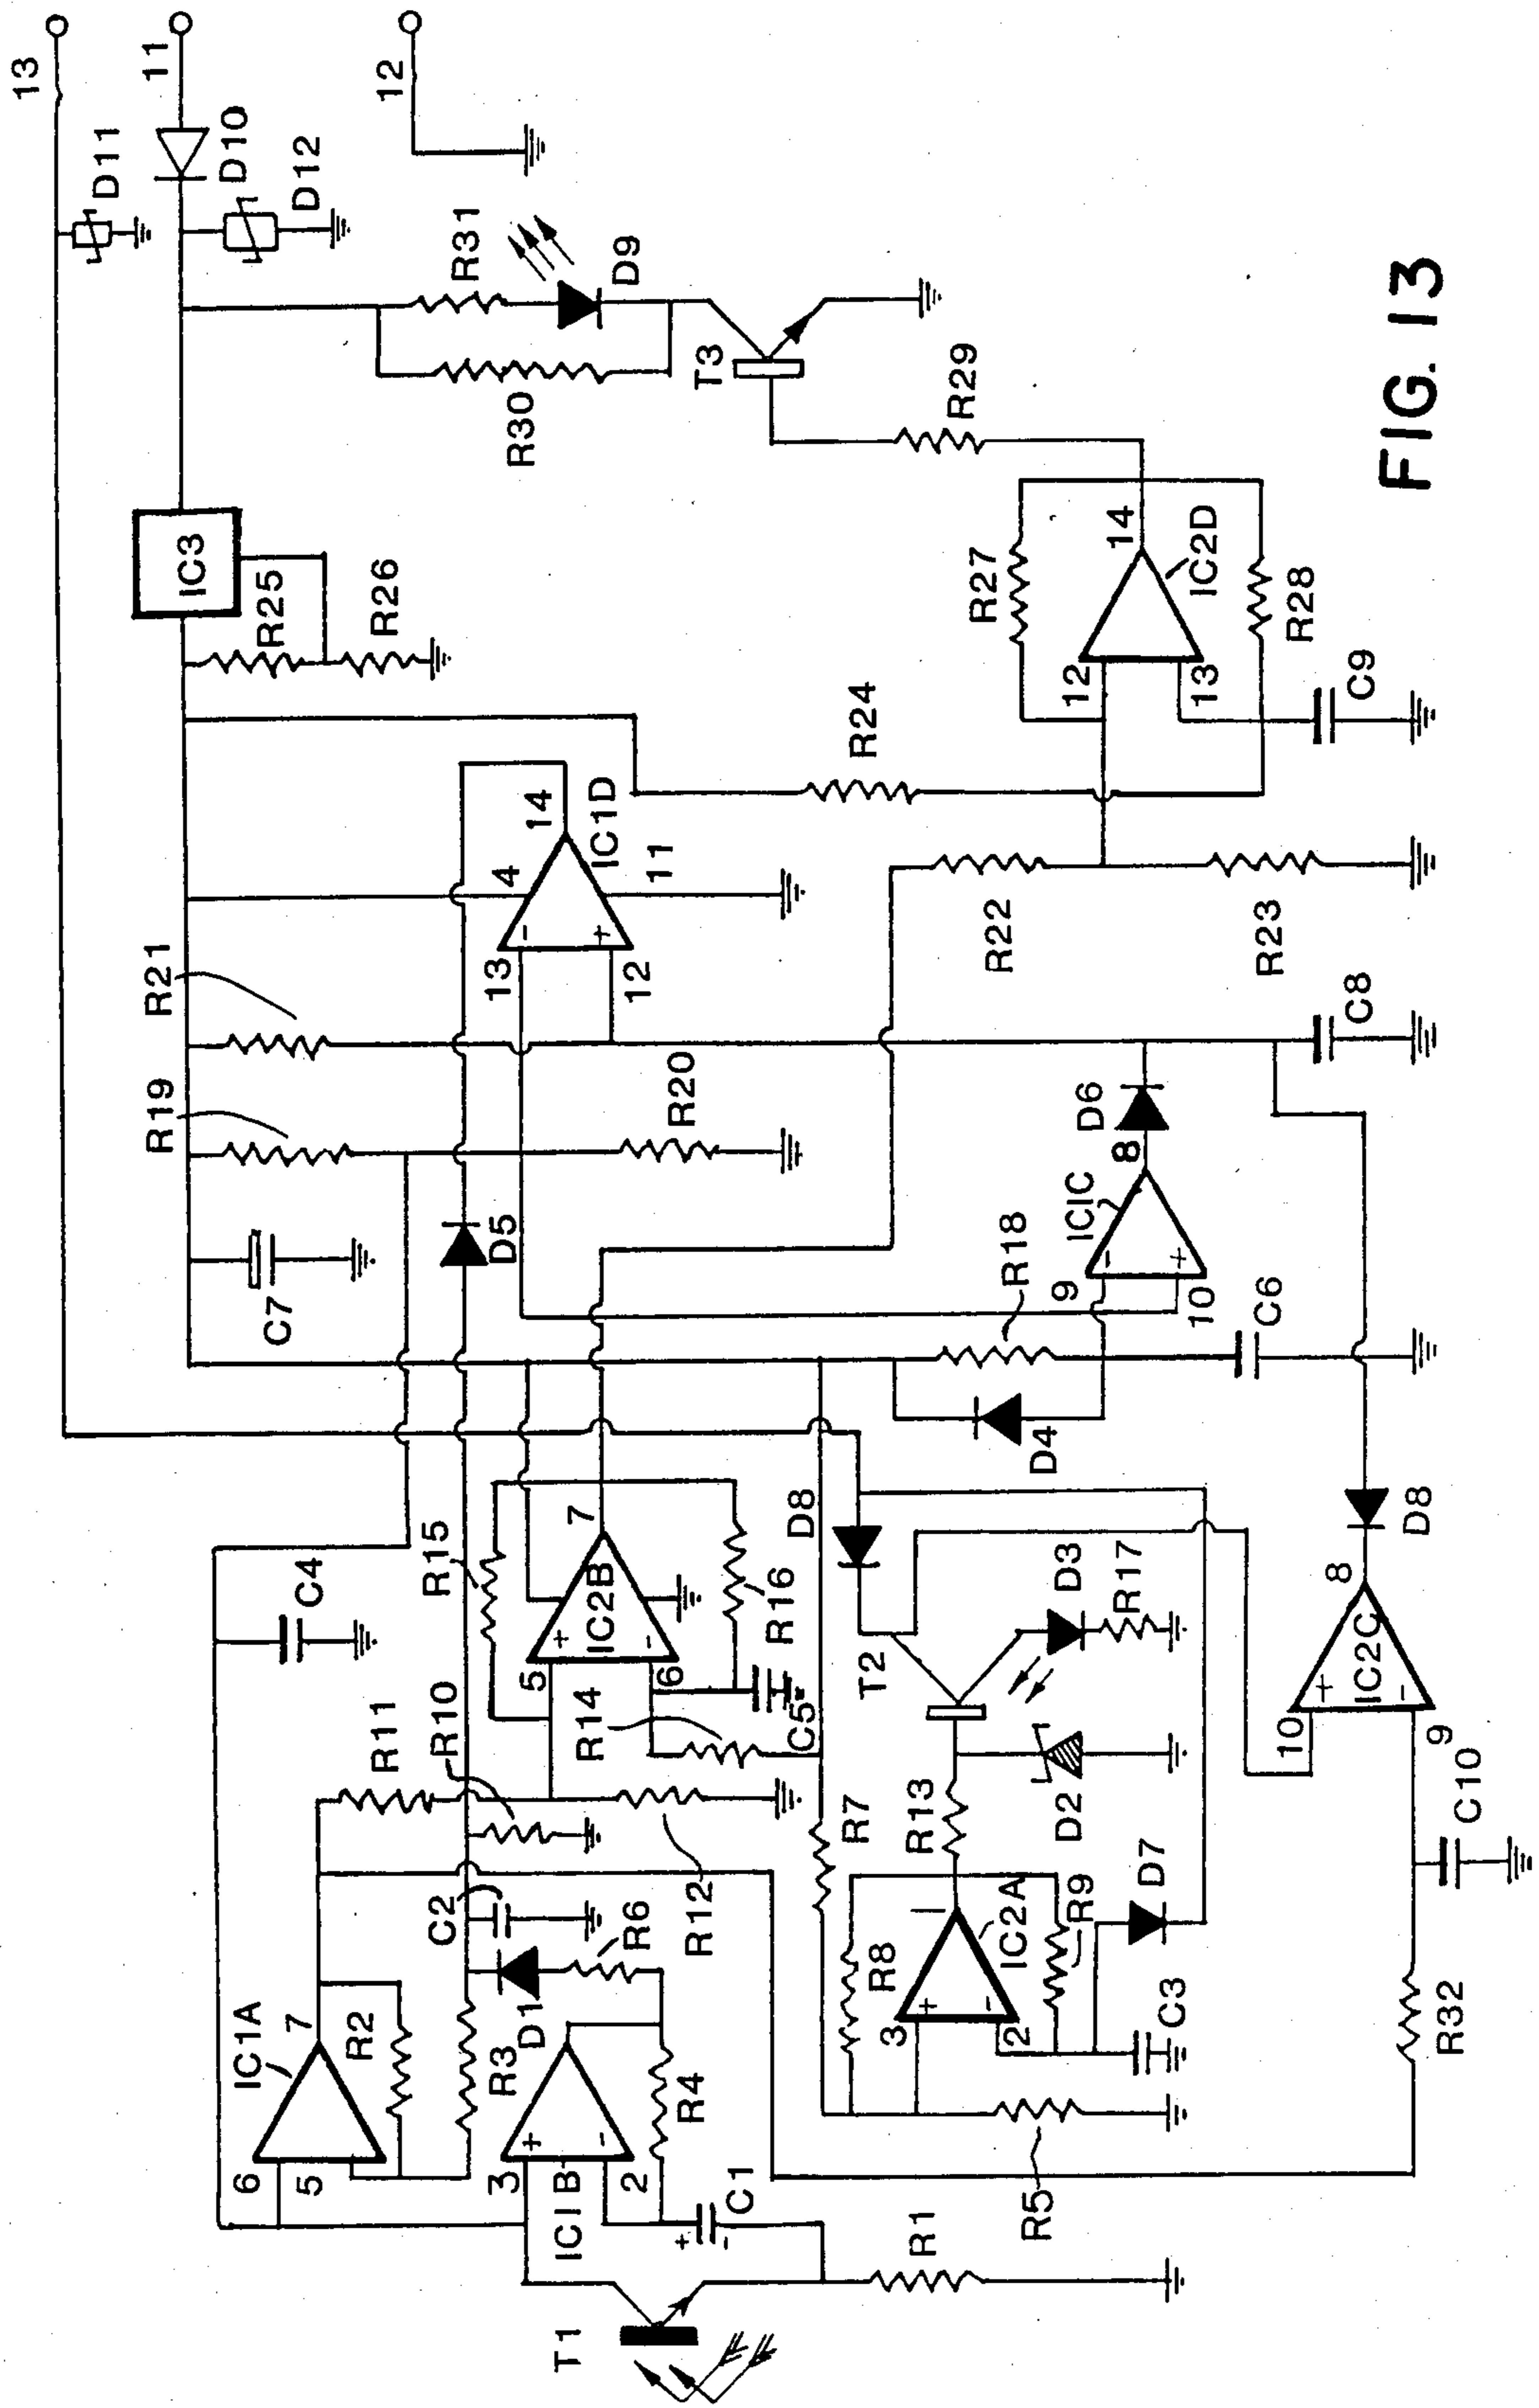 13
11
12
D11
D10
D12
R31
D9
R30
T3
R29
FIG. 13
IC3
R25
R26
R27
14
IC2D
R28
12
13
C9
R24
14
IC1D
4
11
13
12
R21
R19
R20
R22
R23
C8
D6
8
IC1C
9
10
R18
C6
C7
D5
D4
D8
D8
8
IC2C
10
9
C10
R32
C4
R15
7
IC2B
5
6
R16
R14
C5
R11
R10
R12
R7
T2
D3
R17
R13
D2
D7
1
IC2A
R9
R8
3
2
C3
R5
C2
R6
D1
R3
IC1A
7
R2
6
5
3
IC1B
2
R4
C1
R1
T1